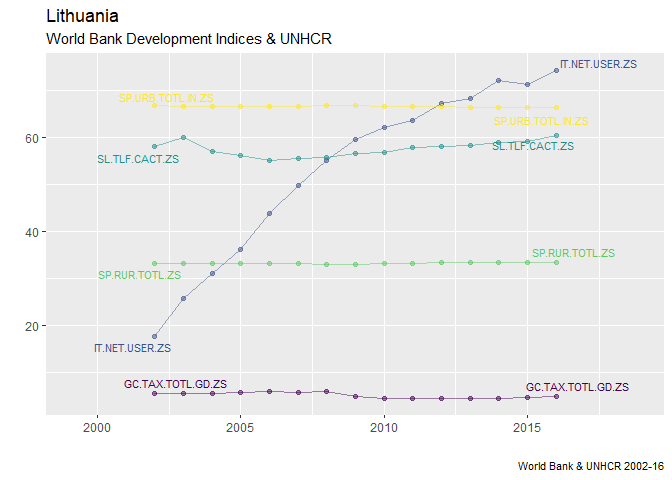 Lithuania
World Bank Development Indices & UNHCR
IT.NET.USER.ZS
SP.URB.TOTL.IN.ZS
SP.URB.TOTL.IN.ZS
60
SL.TLF.CACT.ZS
SL.TLF.CACT.ZS
40
SP.RUR.TOTL.ZS
SP.RUR.TOTL.ZS
20
IT.NET.USER.ZS
GC.TAX.TOTL.GD.ZS
GC.TAX.TOTL.GD.ZS
2000 2005 2010 2015
World Bank & UNHCR 2002-16